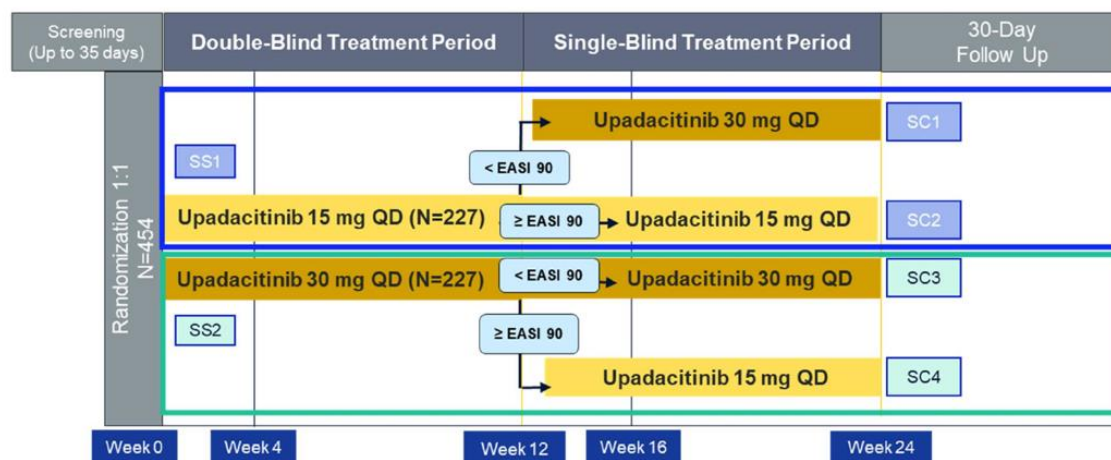 Screening
(Up to 35 days)
Double-Blind Treatment Period
Single-Blind Treatment Period
30-Day
Follow Up
Randomization 1:1
N=454
Upadacitinib 30 mg QD
SC1
SS1
< EASI 90
Upadacitinib 15 mg QD (N=227)
≥ EASI 90
Upadacitinib 15 mg QD
SC2
Upadacitinib 30 mg QD (N=227)
< EASI 90
Upadacitinib 30 mg QD
SC3
SS2
≥ EASI 90
Upadacitinib 15 mg QD
SC4
Week 0
Week 4
Week 12
Week 16
Week 24